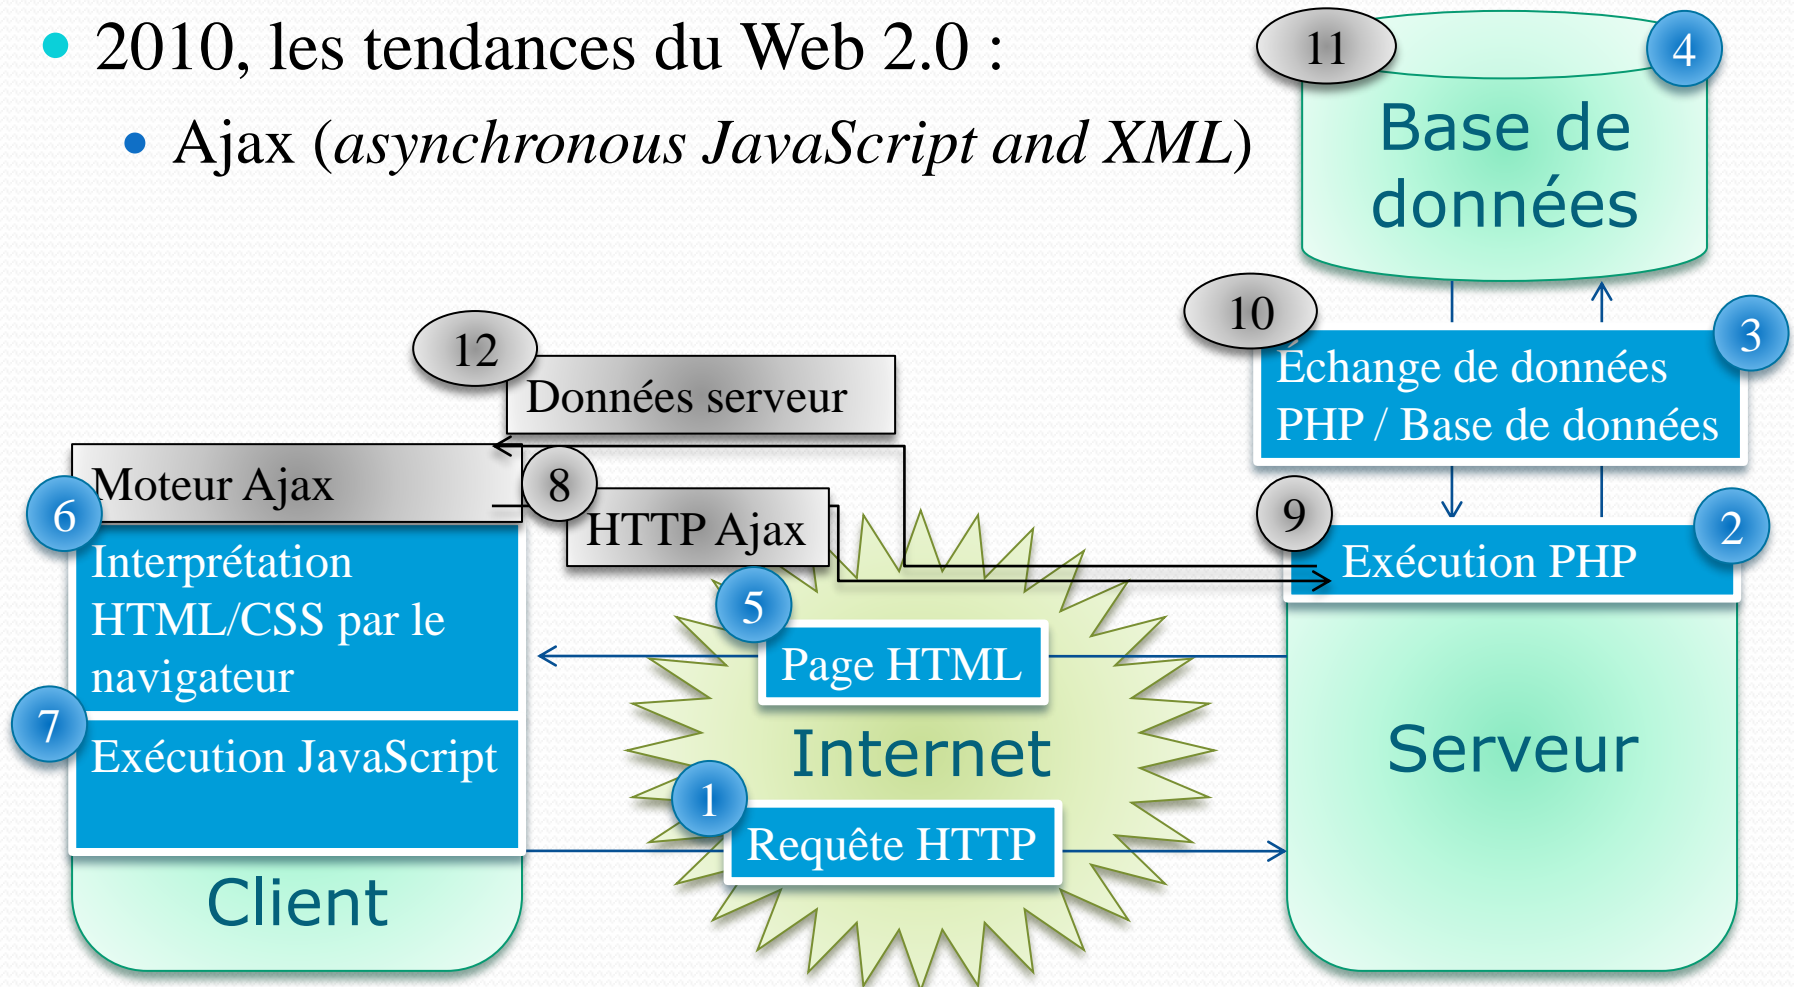 2010, les tendances du Web 2.0 :
Ajax (asynchronous JavaScript and XML)
11
4
Base de
données
10
3
Échange de données
PHP / Base de données
12
Données serveur
Moteur Ajax
8
HTTP Ajax
9
2
Exécution PHP
6
Interprétation
HTML/CSS par le
navigateur
5
Page HTML
7
Exécution JavaScript
Internet
Serveur
1
Requête HTTP
Client